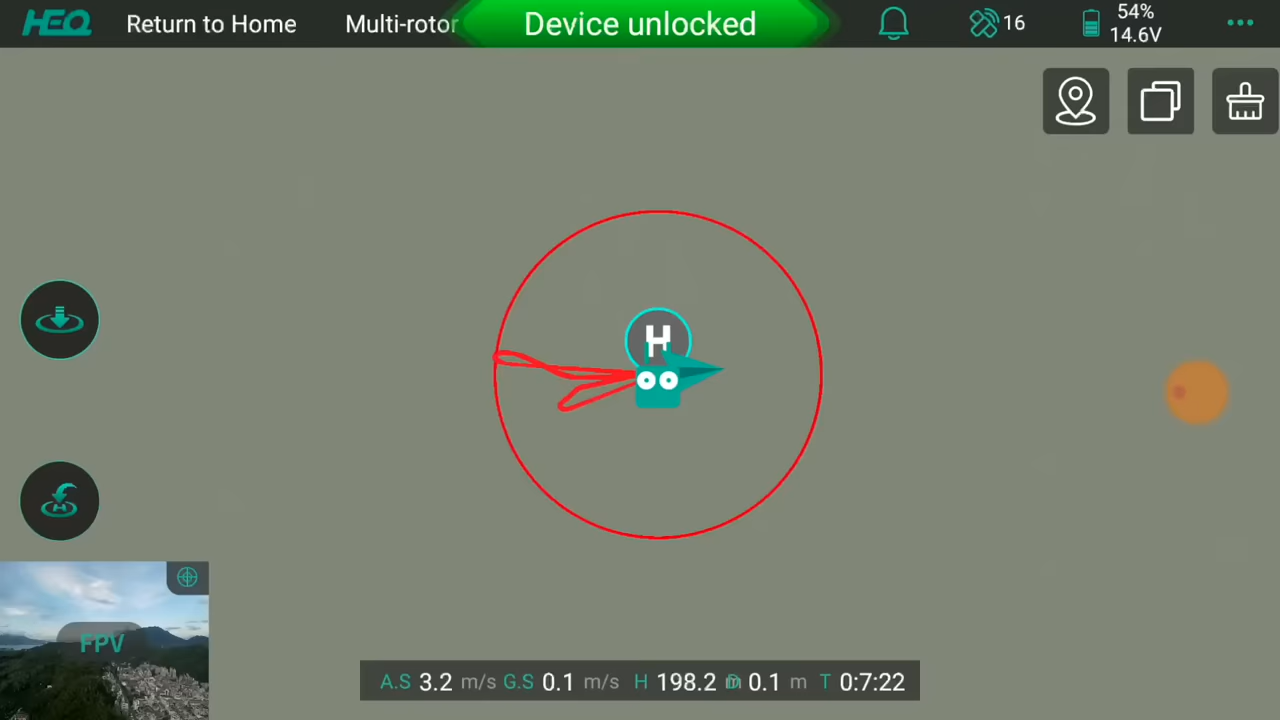 HEQ Return to Home Multi-rotor Device unlocked 16 54% 14.6V
H
FPV
A.S 3.2 m/s G.S 0.1 m/s H 198.2 m D 0.1 m T 0:7:22